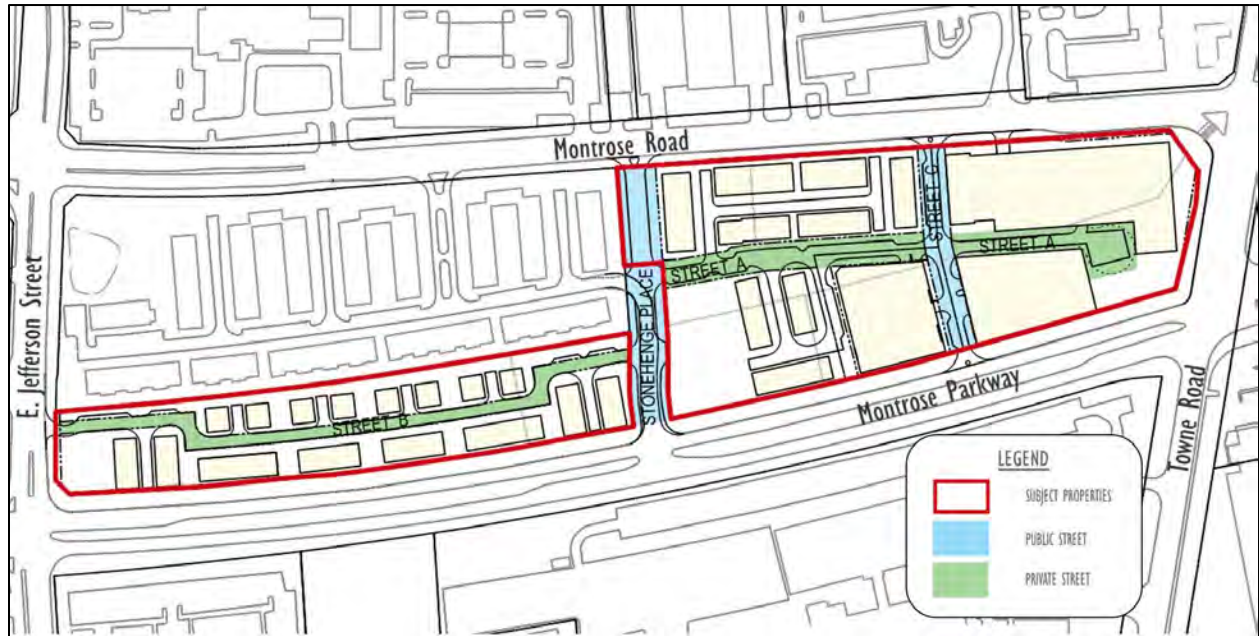 Montrose Road
STREET C
STREET A
STREET A
STONEHENGE PLACE
E. Jefferson Street
STREET B
Montrose Parkway
Towne Road
LEGEND
SUBJECT PROPERTIES
PUBLIC STREET
PRIVATE STREET